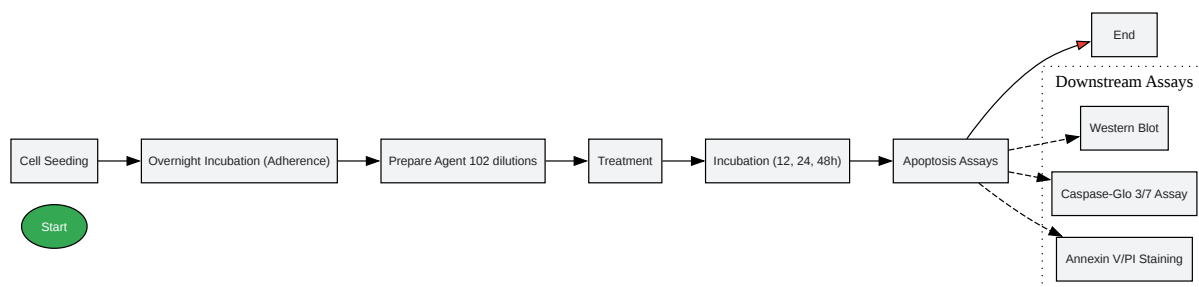 End
Downstream Assays
Western Blot
Cell Seeding
Overnight Incubation (Adherence)
Prepare Agent 102 dilutions
Treatment
Incubation (12, 24, 48h)
Apoptosis Assays
Caspase-Glo 3/7 Assay
Start
Annexin V/PI Staining